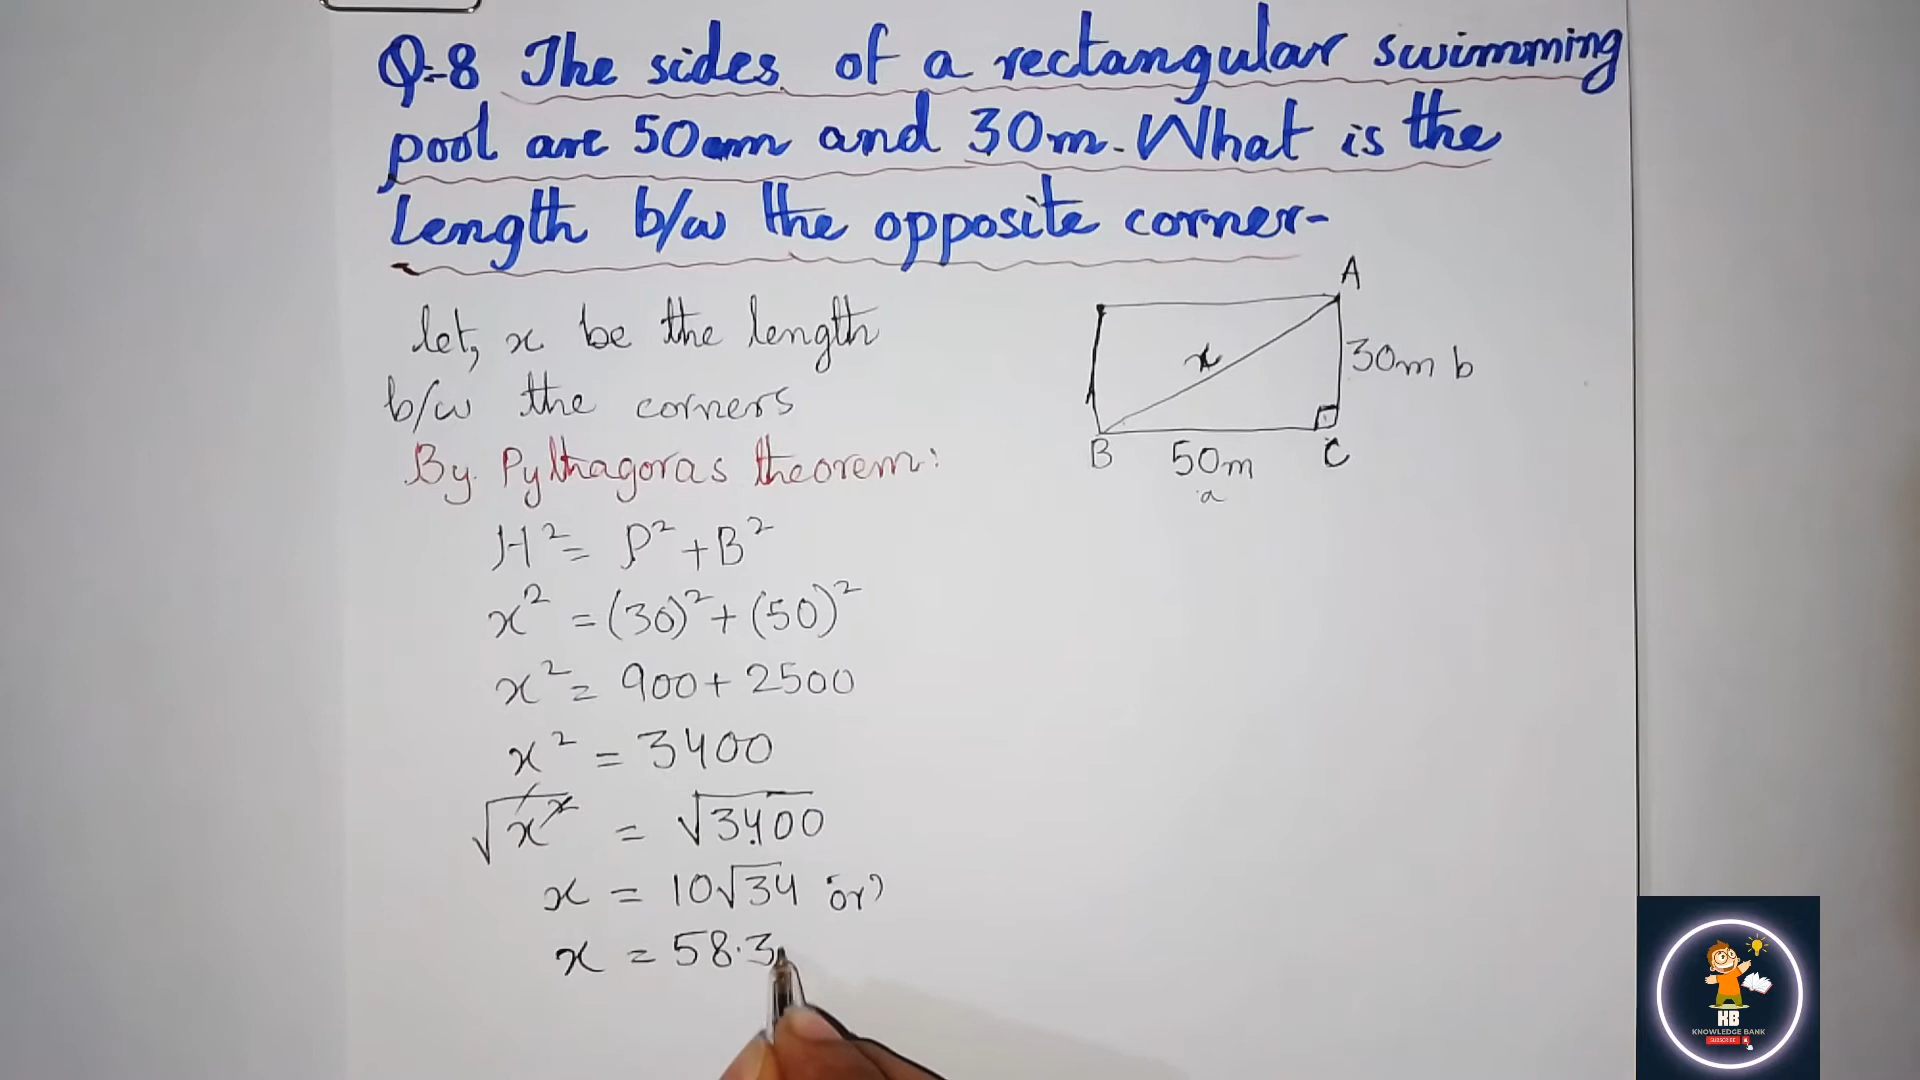 Q-8 The sides of a rectangular swimming
pool are 50m and 30m. What is the
length b/w the opposite corner-
let, x be the length
b/w the corners
By Pythagoras theorem:
H² = P² + B²
x² = (30)² + (50)²
x² = 900 + 2500
x² = 3400
√x² = √3400
x = 10√34 or
x = 58.3
A
x
30m b
B
50m
C
a
KB
KNOWLEDGE BANK
SUBSCRIBE